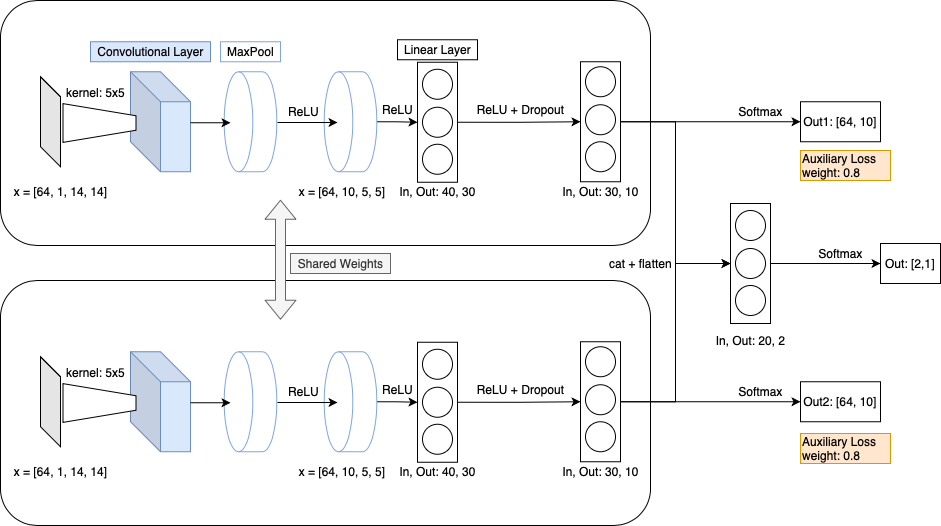 Convolutional Layer
MaxPool
Linear Layer
kernel: 5x5
ReLU
ReLU
ReLU + Dropout
Softmax
Out1: [64, 10]
Auxiliary Loss
weight: 0.8
x = [64, 1, 14, 14]
x = [64, 10, 5, 5]
In, Out: 40, 30
In, Out: 30, 10
Shared Weights
cat + flatten
Softmax
Out: [2,1]
In, Out: 20, 2
kernel: 5x5
ReLU
ReLU
ReLU + Dropout
Softmax
Out2: [64, 10]
Auxiliary Loss
weight: 0.8
x = [64, 1, 14, 14]
x = [64, 10, 5, 5]
In, Out: 40, 30
In, Out: 30, 10